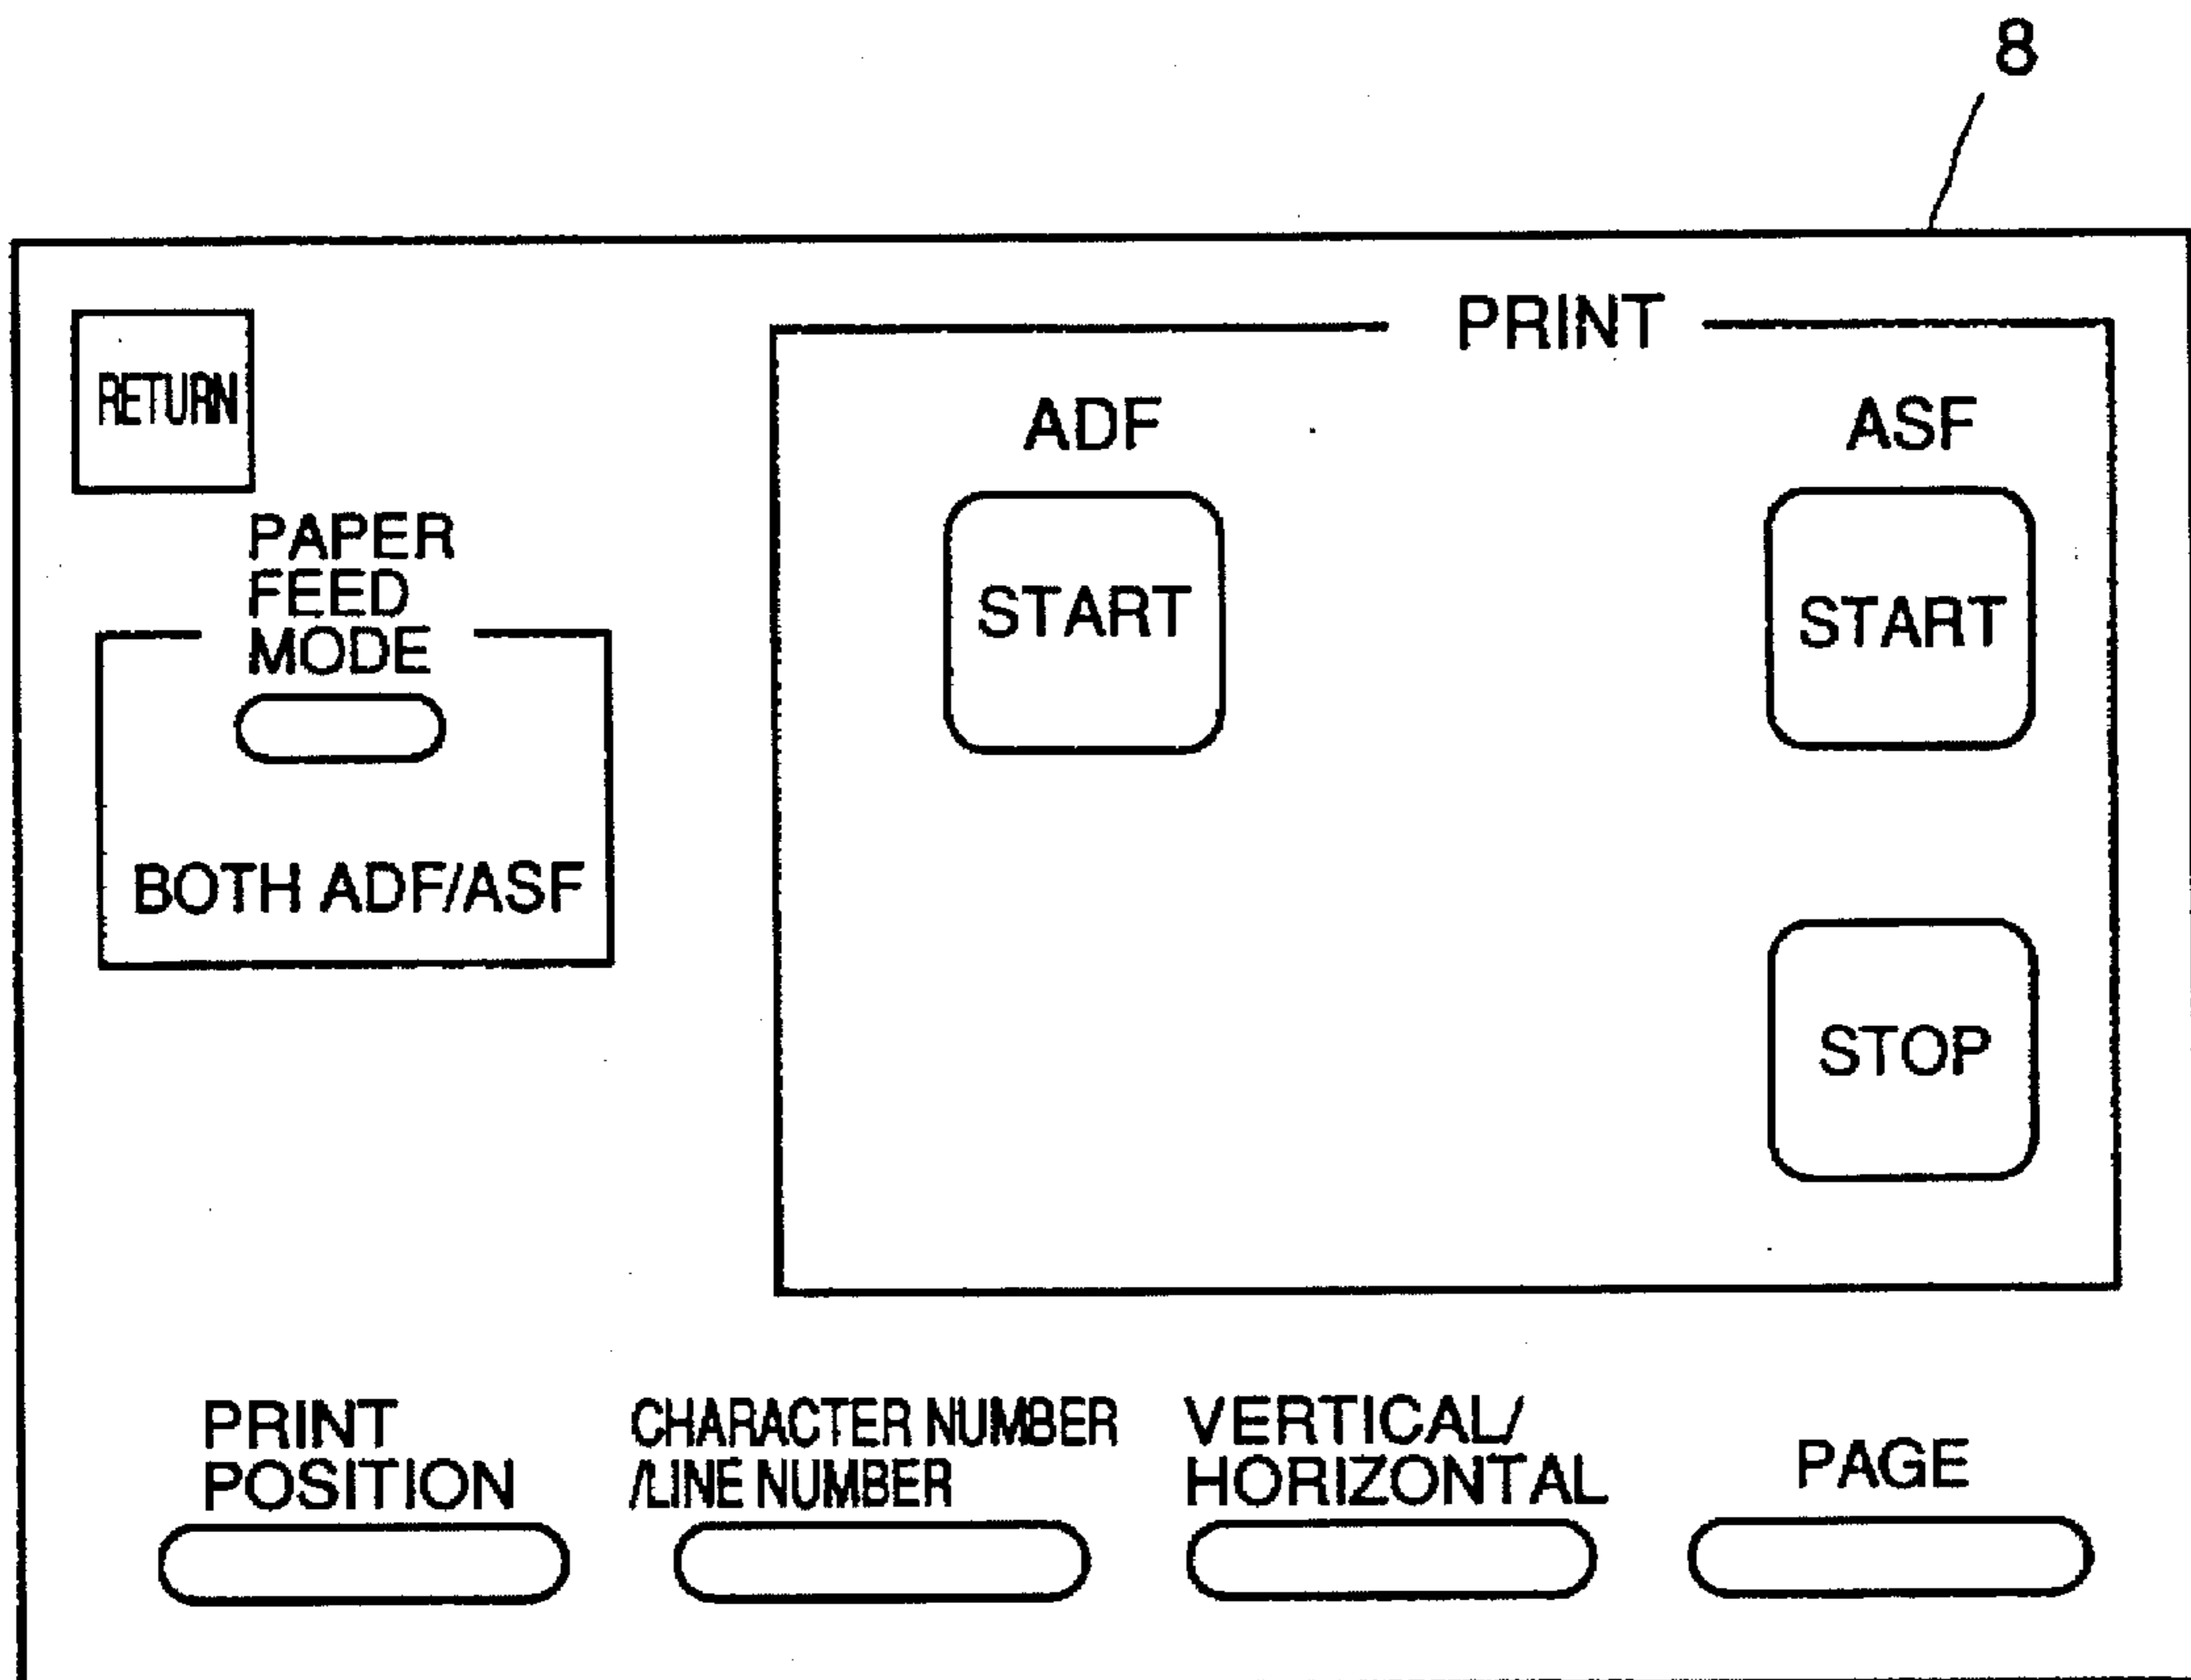 8
RETURN
PAPER
FEED
MODE
BOTH ADF/ASF
PRINT
ADF
ASF
START
START
STOP
PRINT
POSITION
CHARACTER NUMBER
/LINE NUMBER
VERTICAL/
HORIZONTAL
PAGE